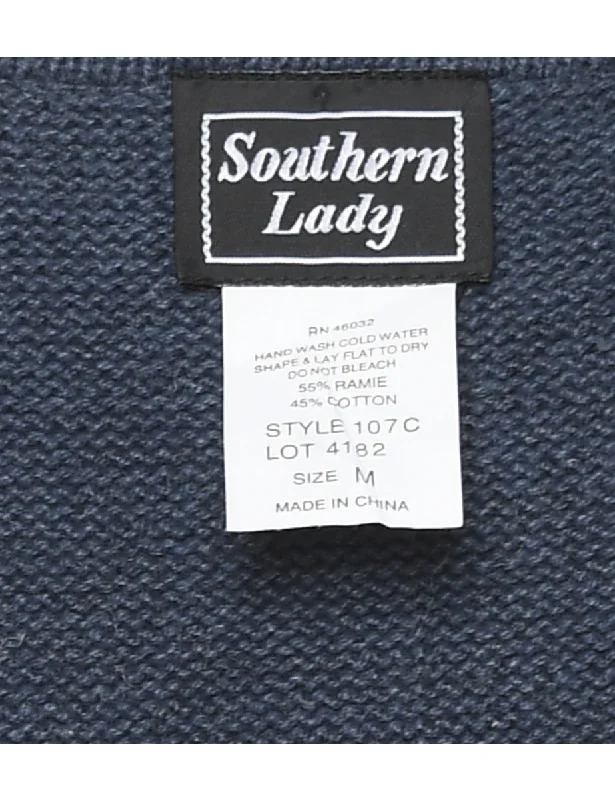 Southern
Lady
RN 46032
HAND WASH COLD WATER
SHAPE & LAY FLAT TO DRY
DO NOT BLEACH
55% RAMIE
45% COTTON
STYLE 107C
LOT 4182
SIZE M
MADE IN CHINA